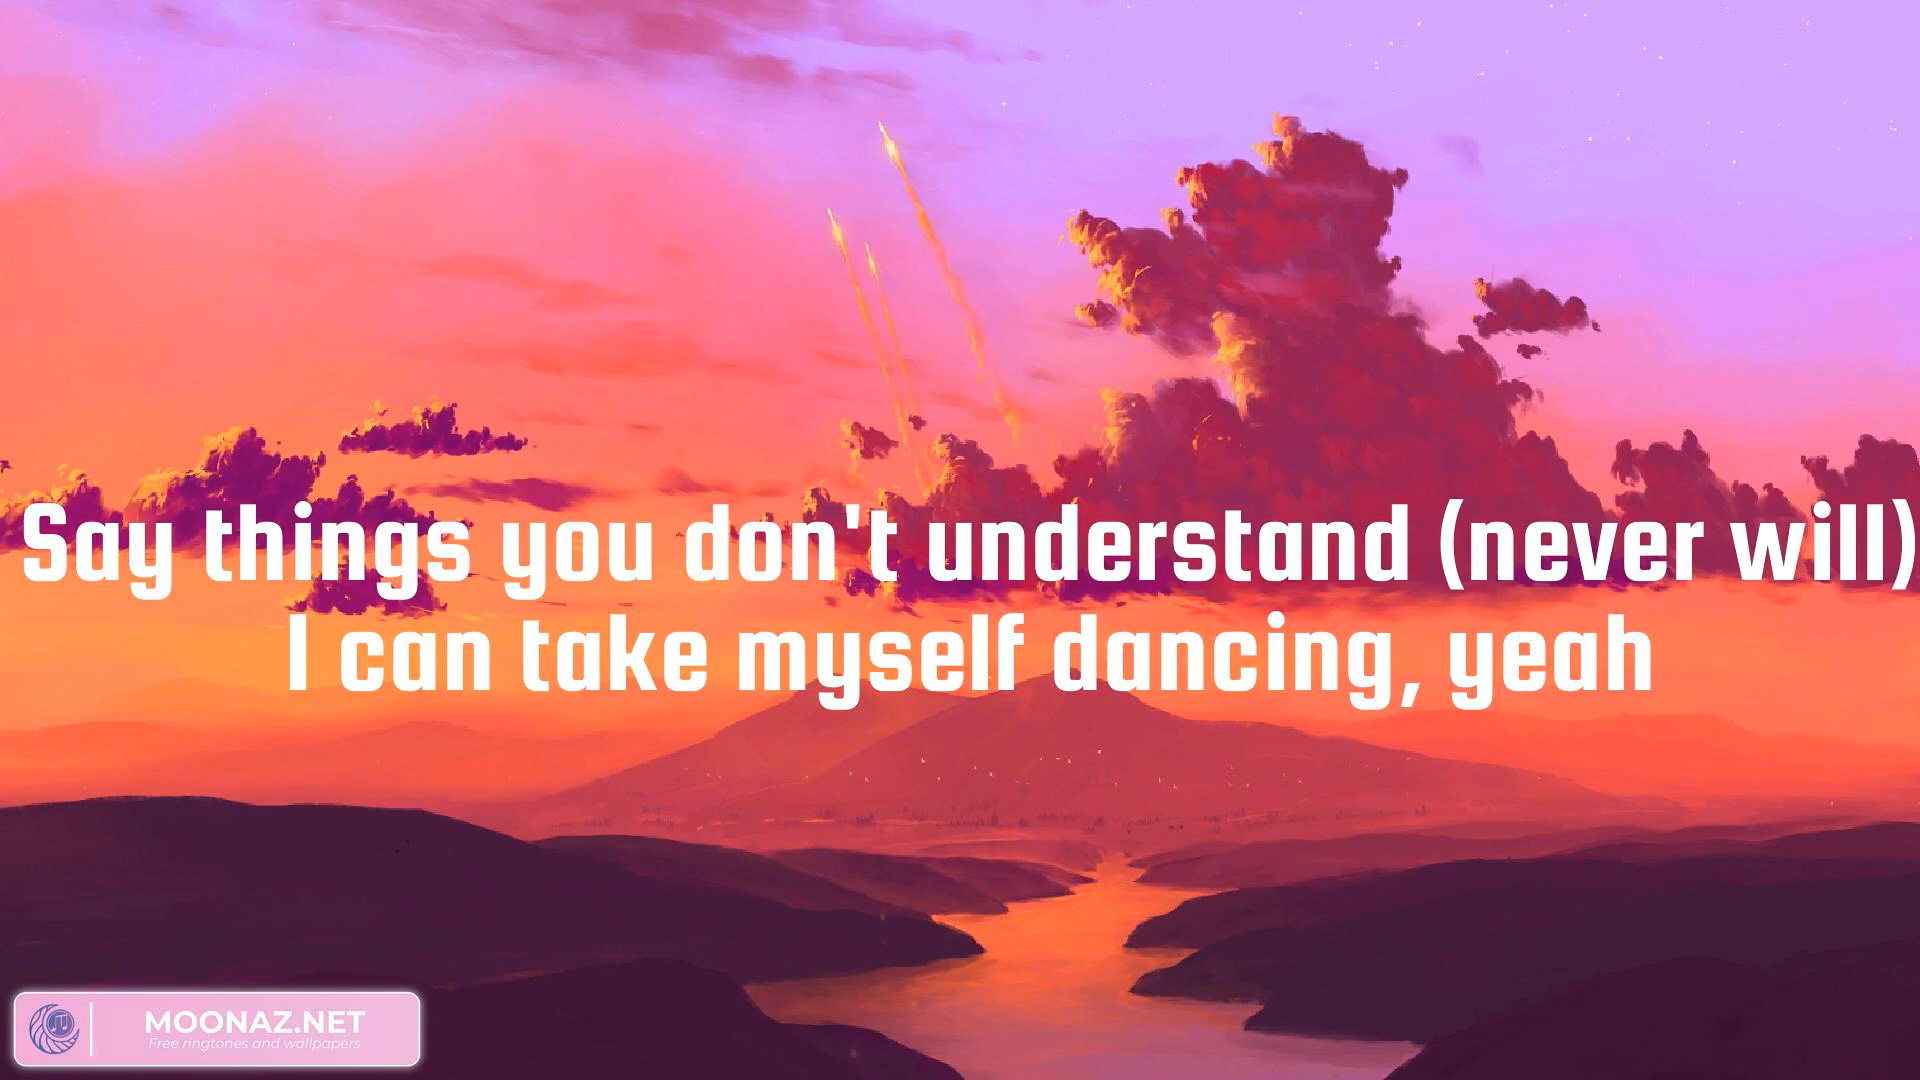 Say things you don't understand (never will)
I can take myself dancing, yeah
MOONAZ.NET
Free ringtones and wallpapers